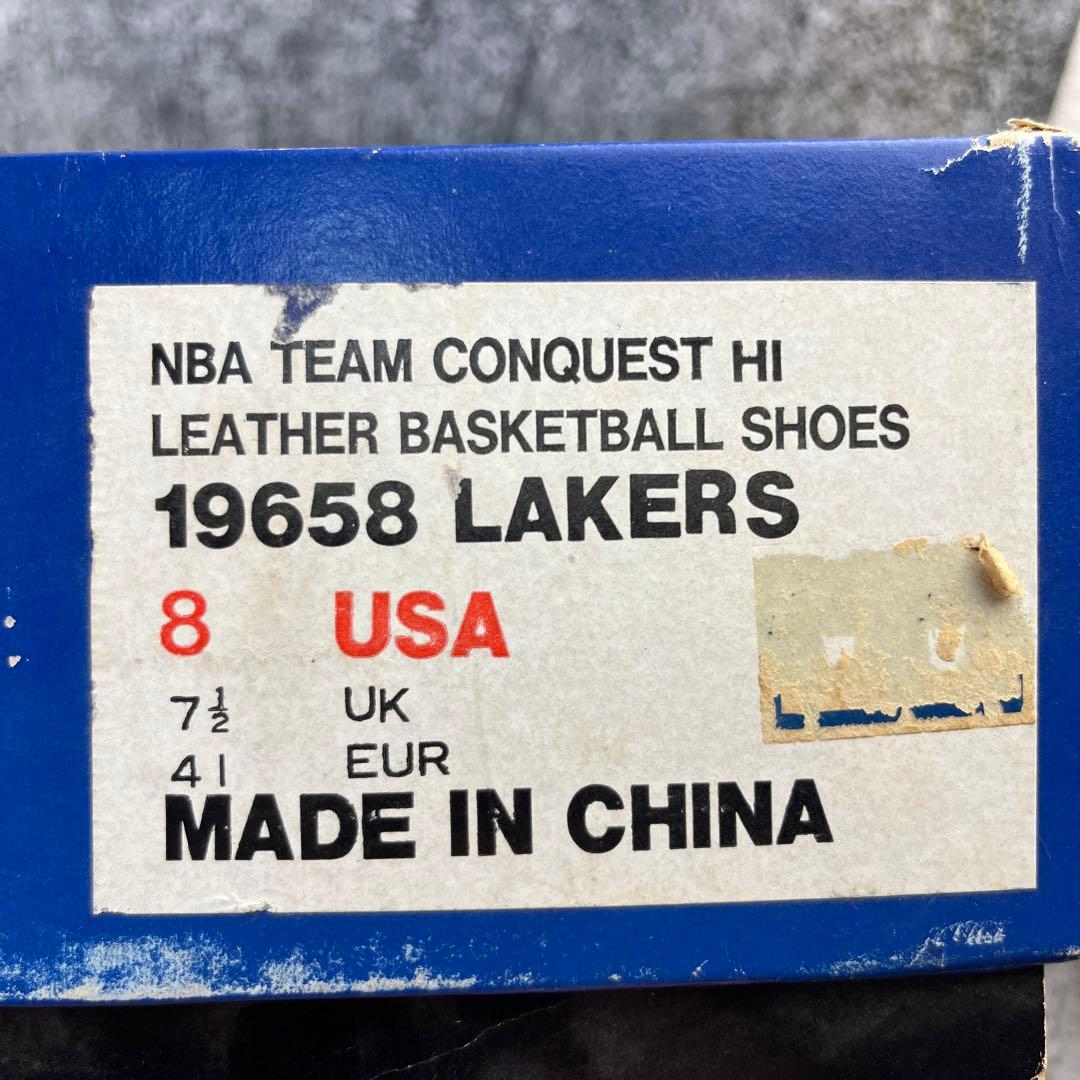 NBA TEAM CONQUEST HI
LEATHER BASKETBALL SHOES
19658 LAKERS
8 USA
7½ UK
41 EUR
MADE IN CHINA